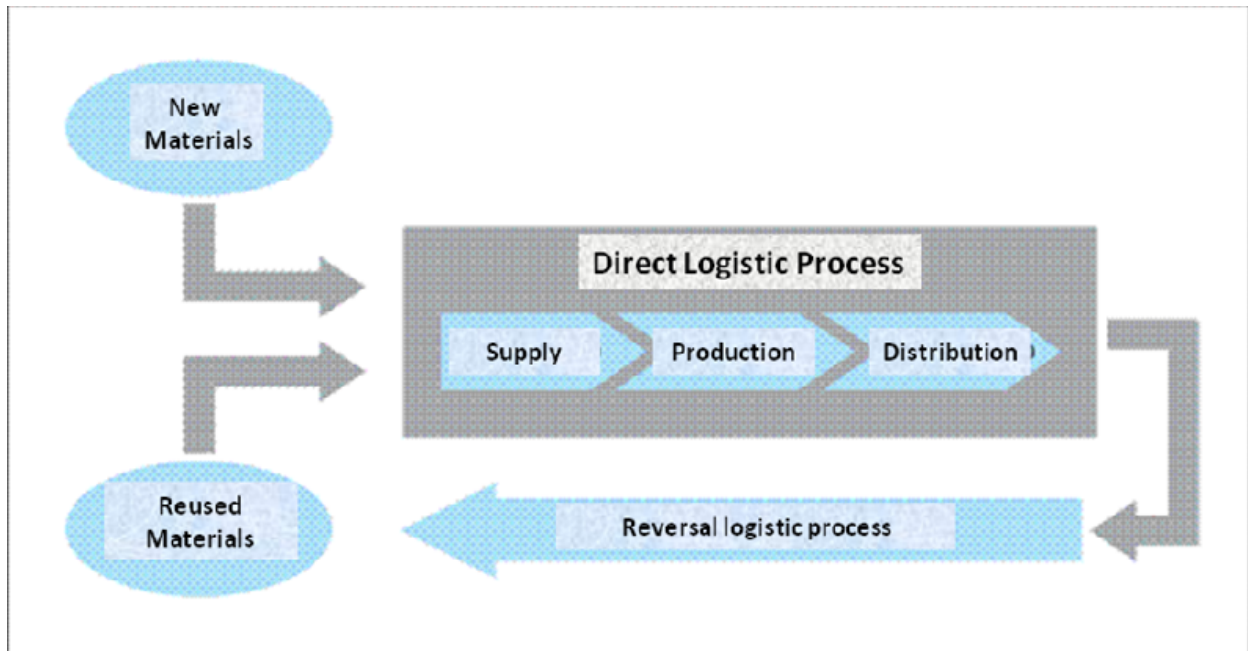 New
Materials
Direct Logistic Process
Supply
Production
Distribution
Reused
Materials
Reversal logistic process